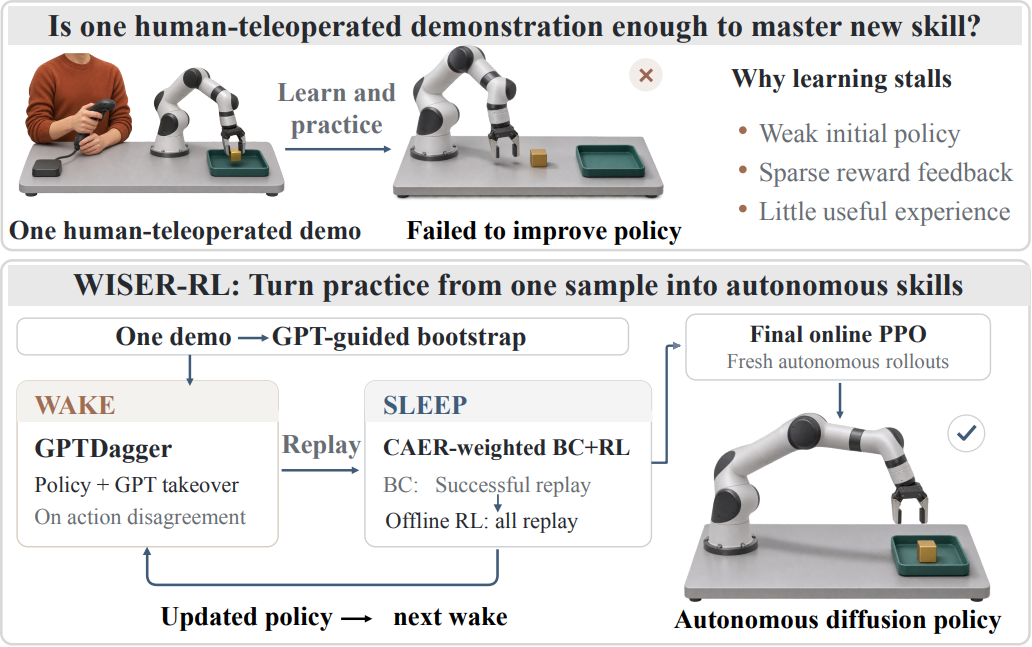 Is one human-teleoperated demonstration enough to master new skill?
Learn and
practice
Why learning stalls
• Weak initial policy
• Sparse reward feedback
• Little useful experience
One human-teleoperated demo
Failed to improve policy
WISER-RL: Turn practice from one sample into autonomous skills
One demo → GPT-guided bootstrap
WAKE
GPTDagger
Policy + GPT takeover
On action disagreement
Replay
SLEEP
CAER-weighted BC+RL
BC: Successful replay
Offline RL: all replay
Updated policy → next wake
Final online PPO
Fresh autonomous rollouts
Autonomous diffusion policy